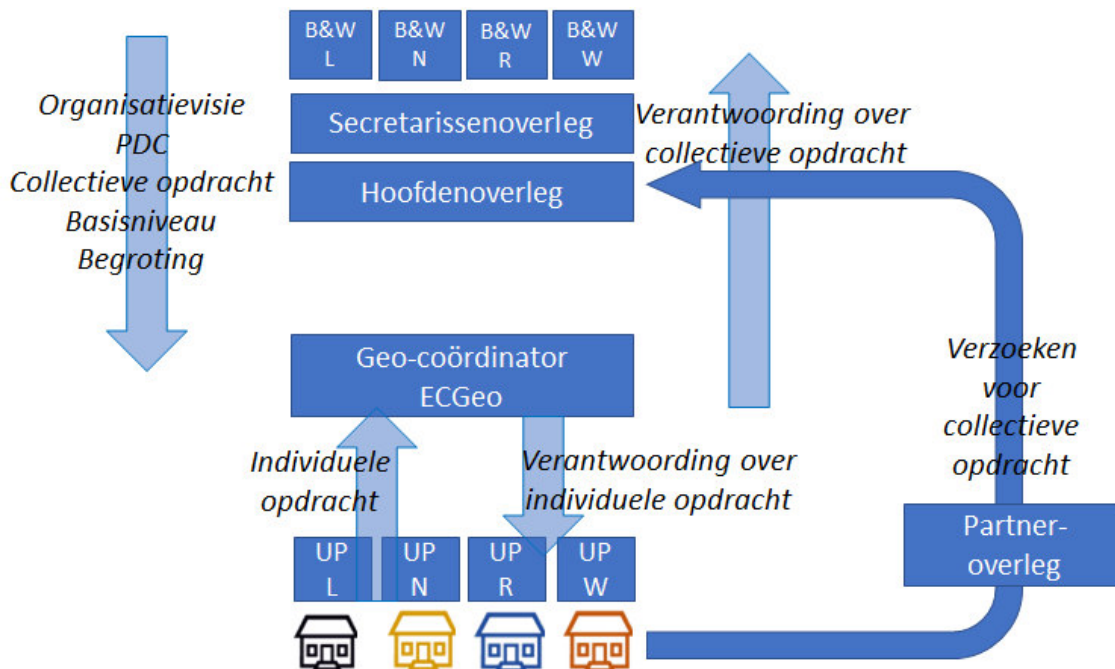 B&W
L
B&W
N
B&W
R
B&W
W
Organisatievisie
PDC
Collectieve opdracht
Basisniveau
Begroting
Secretarissenoverleg
Hoofdenoverleg
Verantwoording over
collectieve opdracht
Geo-coördinator
ECGeo
Verzoeken
voor
collectieve
opdracht
Individuele
opdracht
Verantwoording over
individuele opdracht
Partner-
overleg
UP
L
UP
N
UP
R
UP
W